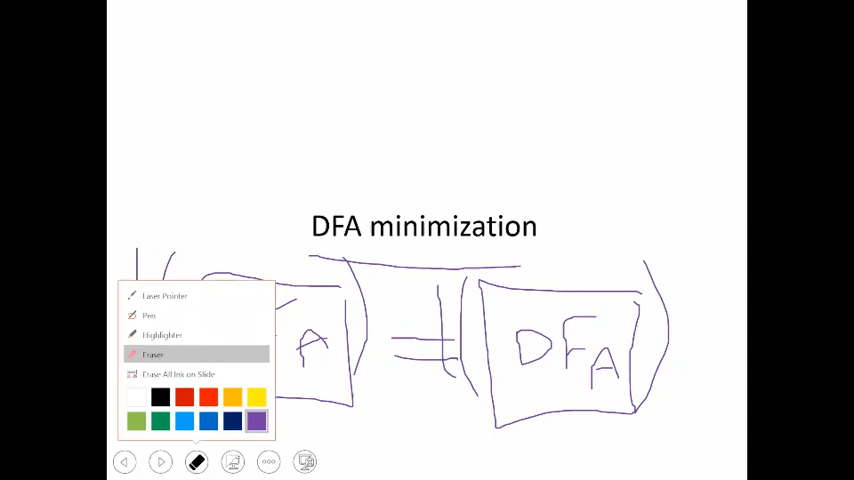 DFA minimization
Laser Pointer
Pen
Highlighter
Eraser
Erase All Ink on Slide
A = L DFA